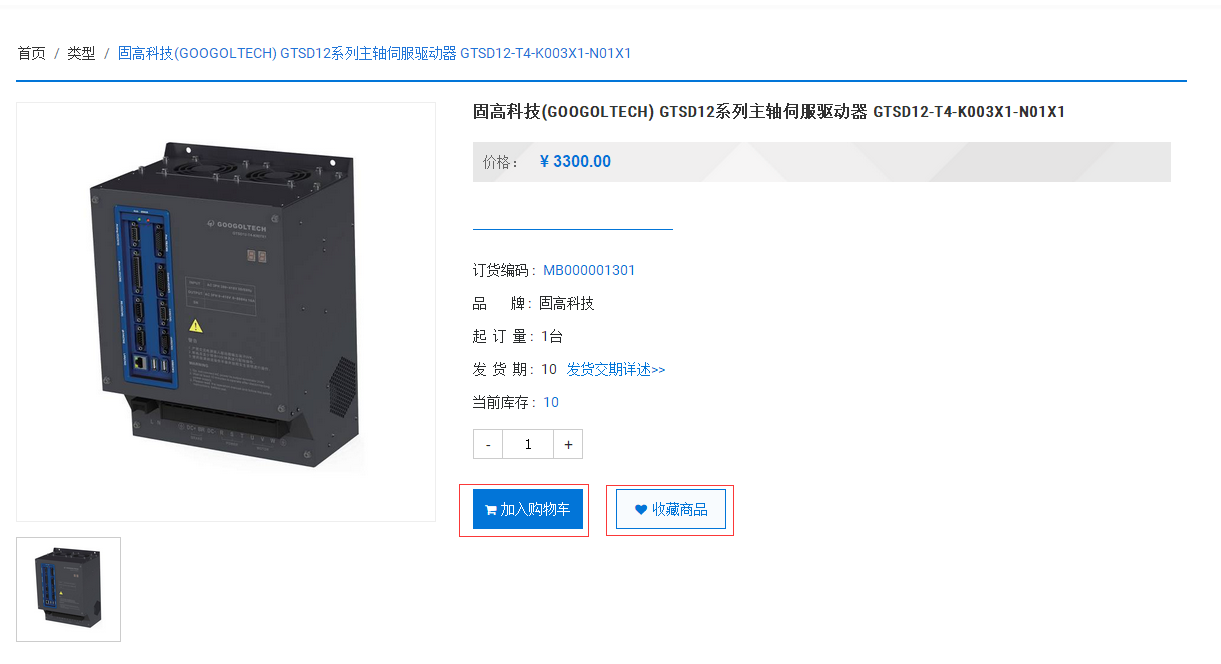 首页 / 类型 / 固高科技(GOOGOLTECH) GTSD12系列主轴伺服驱动器 GTSD12-T4-K003X1-N01X1
固高科技(GOOGOLTECH) GTSD12系列主轴伺服驱动器 GTSD12-T4-K003X1-N01X1
价格： ¥ 3300.00
订货编码 : MB000001301
品 牌 : 固高科技
起 订 量 : 1台
发 货 期 : 10 发货交期详述>>
当前库存 : 10
- 1 +
加入购物车 收藏商品
GOOGOLTECH